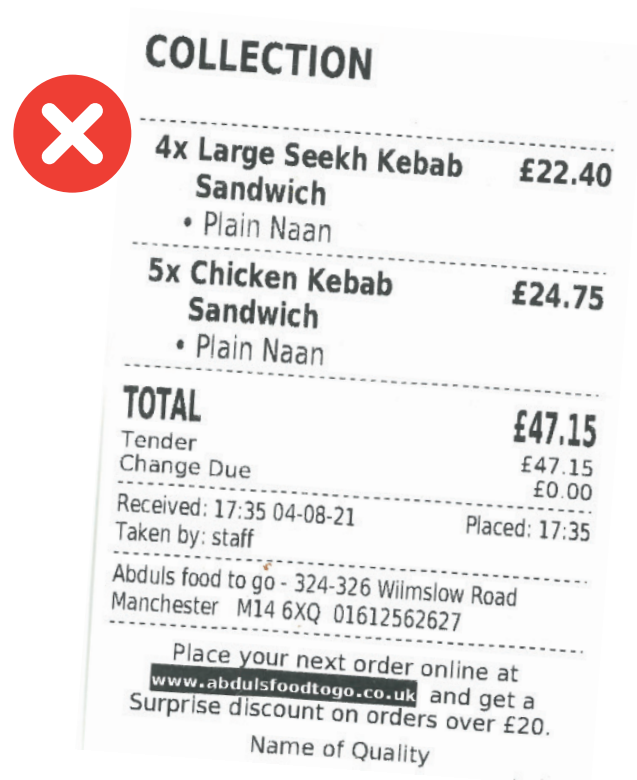 COLLECTION
4x Large Seekh Kebab £22.40
Sandwich
• Plain Naan
5x Chicken Kebab £24.75
Sandwich
• Plain Naan
TOTAL £47.15
Tender £47.15
Change Due £0.00
Received: 17:35 04-08-21 Placed: 17:35
Taken by: staff
Abduls food to go - 324-326 Wilmslow Road
Manchester M14 6XQ 01612562627
Place your next order online at
www.abdulsfoodtogo.co.uk and get a
Surprise discount on orders over £20.
Name of Quality